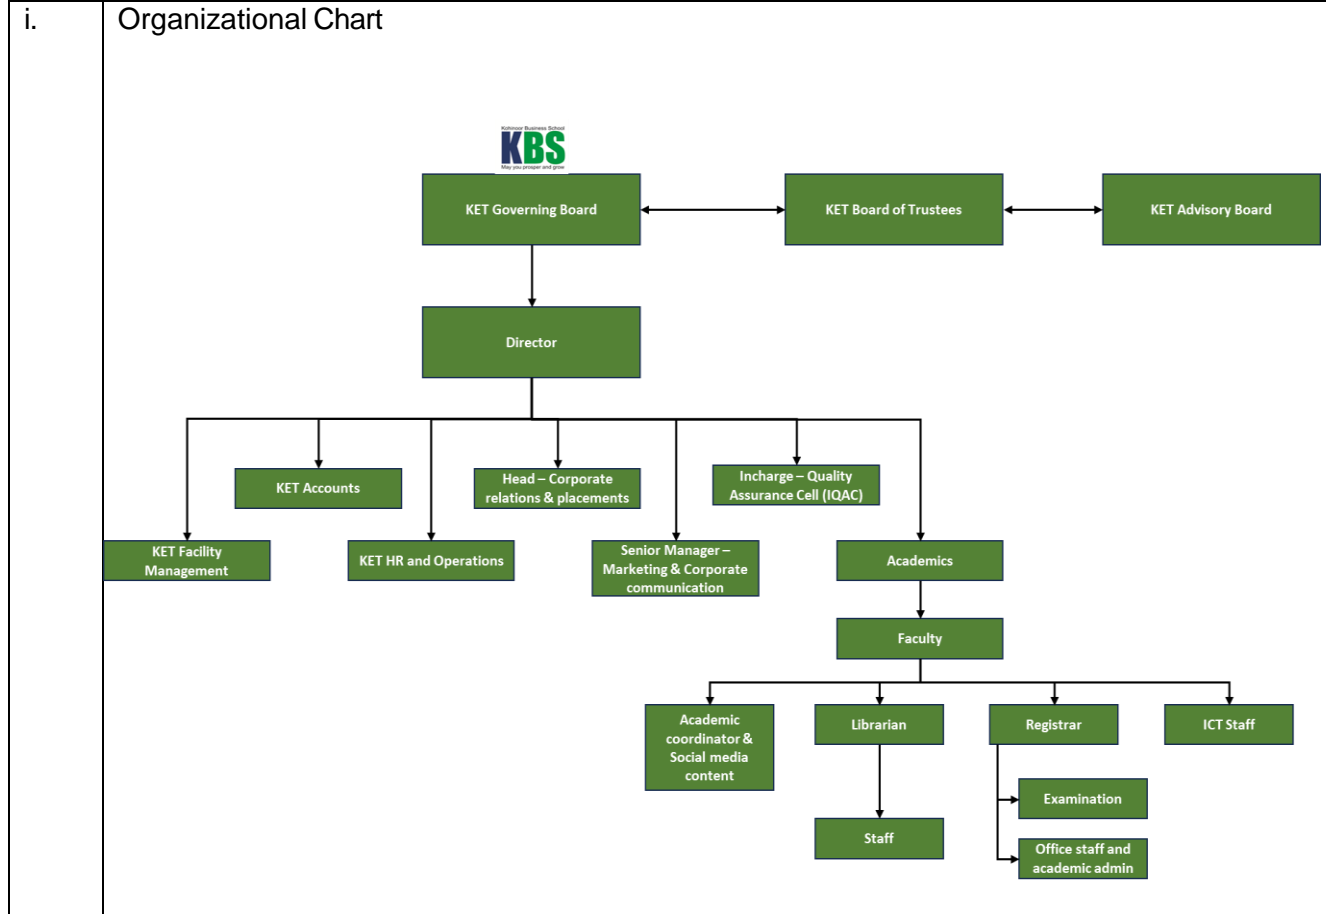 i.
Organizational Chart
Kohinoor Business School
KBS
May you prosper and grow
KET Governing Board
KET Board of Trustees
KET Advisory Board
Director
KET Accounts
Head – Corporate
relations & placements
Incharge – Quality
Assurance Cell (IQAC)
KET Facility
Management
KET HR and Operations
Senior Manager –
Marketing & Corporate
communication
Academics
Faculty
Academic
coordinator &
Social media
content
Librarian
Registrar
ICT Staff
Examination
Staff
Office staff and
academic admin